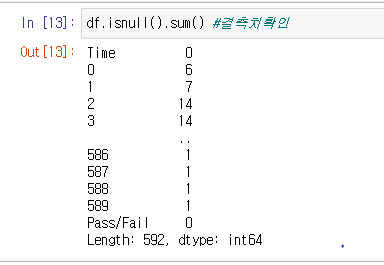 In [13]: df.isnull().sum() #결측치확인
Out[13]: Time 0
0 6
1 7
2 14
3 14
..
586 1
587 1
588 1
589 1
Pass/Fail 0
Length: 592, dtype: int64